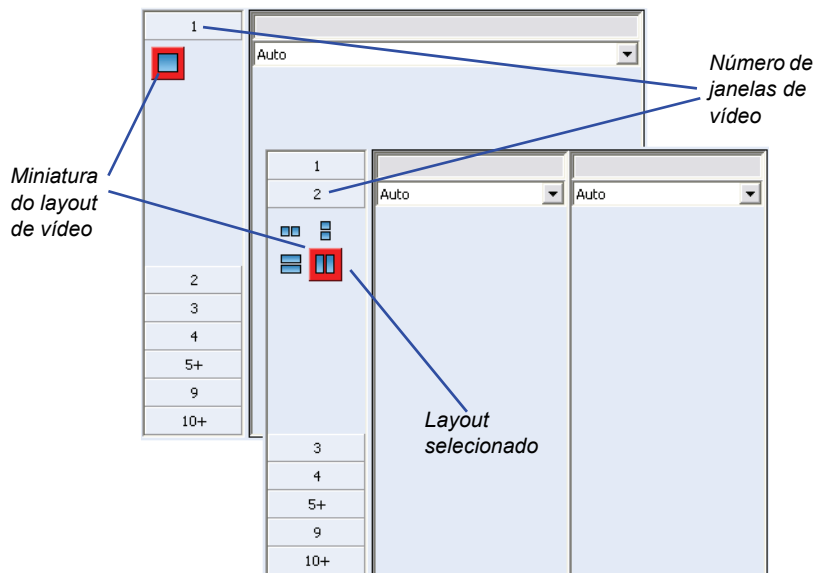 1
Auto
Número de
janelas de
vídeo
Miniatura
do layout
de vídeo
2
3
4
5+
9
10+
1
2
Auto
Auto
Layout
selecionado
3
4
5+
9
10+